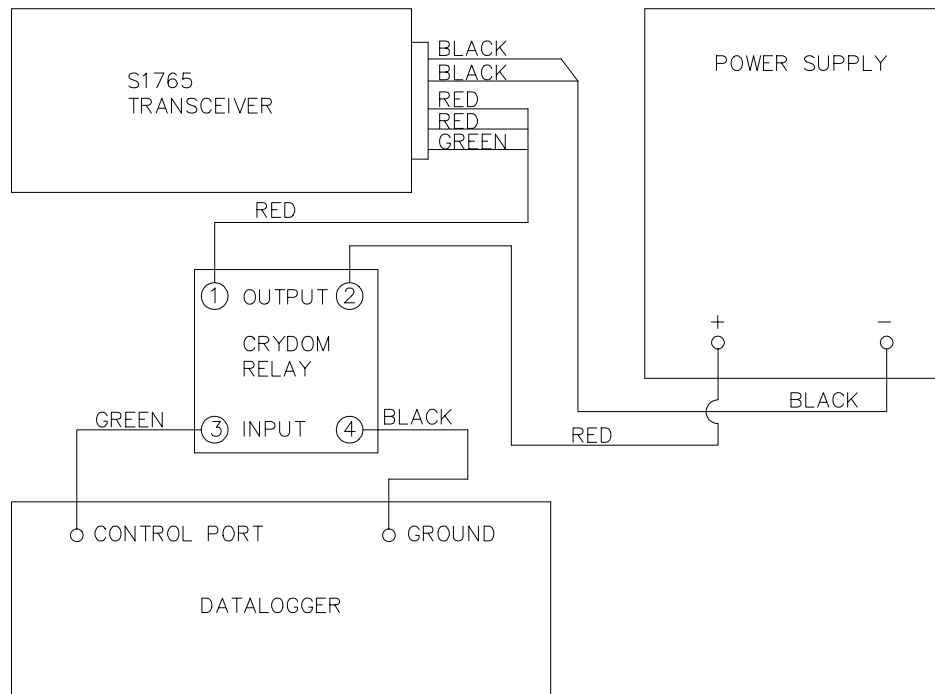 S1765
TRANSCEIVER
BLACK
BLACK
RED
RED
GREEN
POWER SUPPLY
RED
1 OUTPUT 2
CRYDOM
RELAY
+ −
BLACK
GREEN
3 INPUT 4
BLACK
RED
CONTROL PORT
GROUND
DATALOGGER